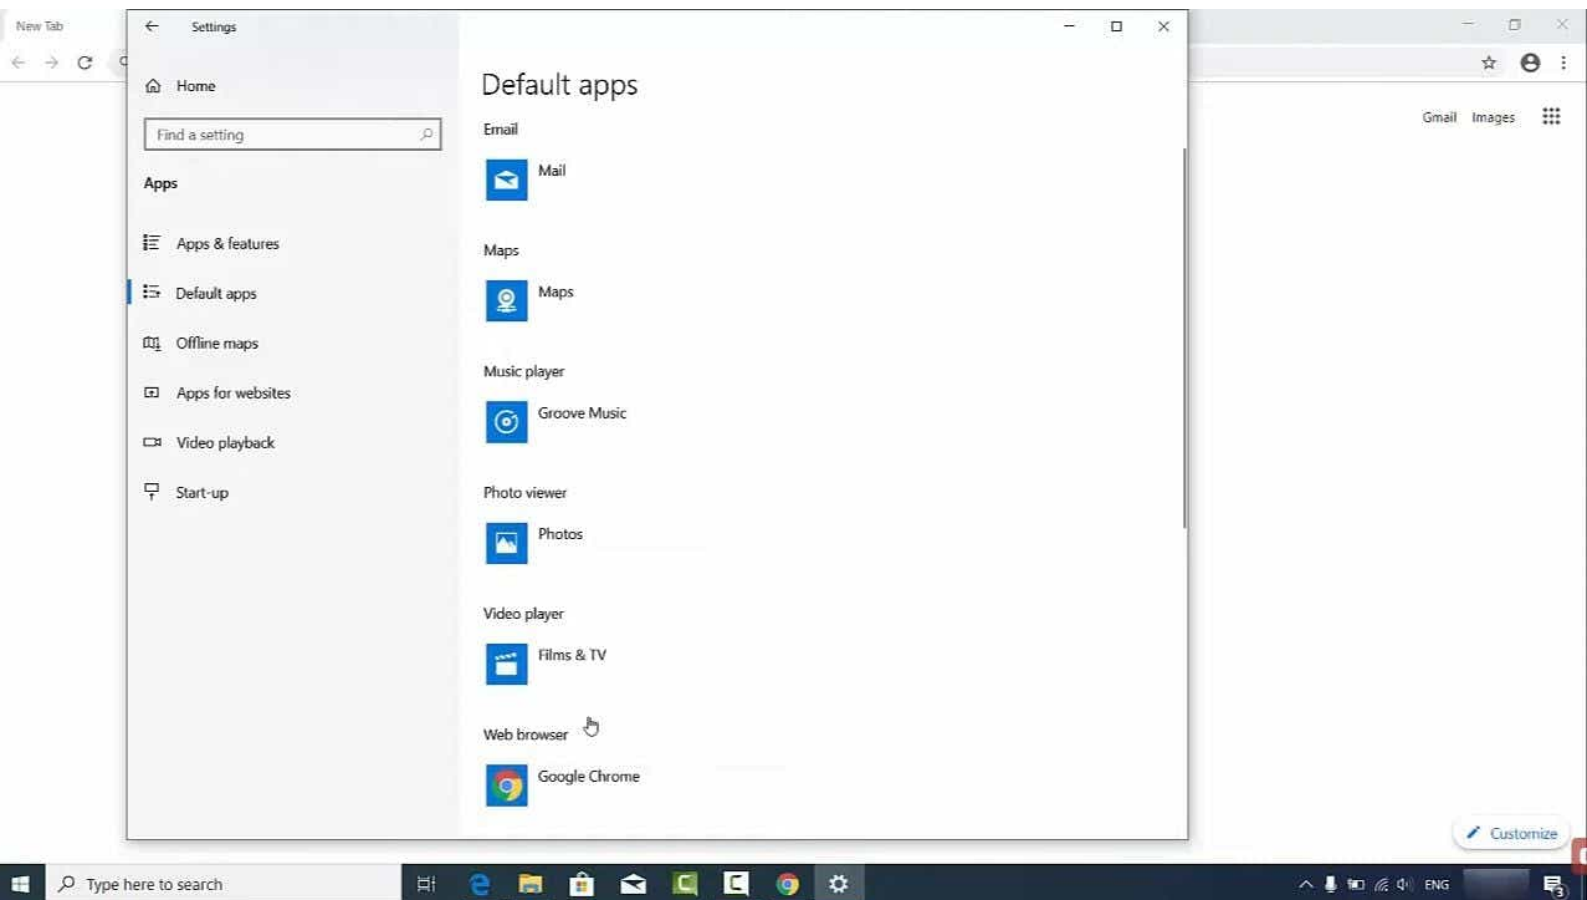 New Tab
Settings
Home
Find a setting
Apps
Apps & features
Default apps
Offline maps
Apps for websites
Video playback
Start-up
Default apps
Email
Mail
Maps
Maps
Music player
Groove Music
Photo viewer
Photos
Video player
Films & TV
Web browser
Google Chrome
Gmail Images
Customize
Type here to search
ENG
3